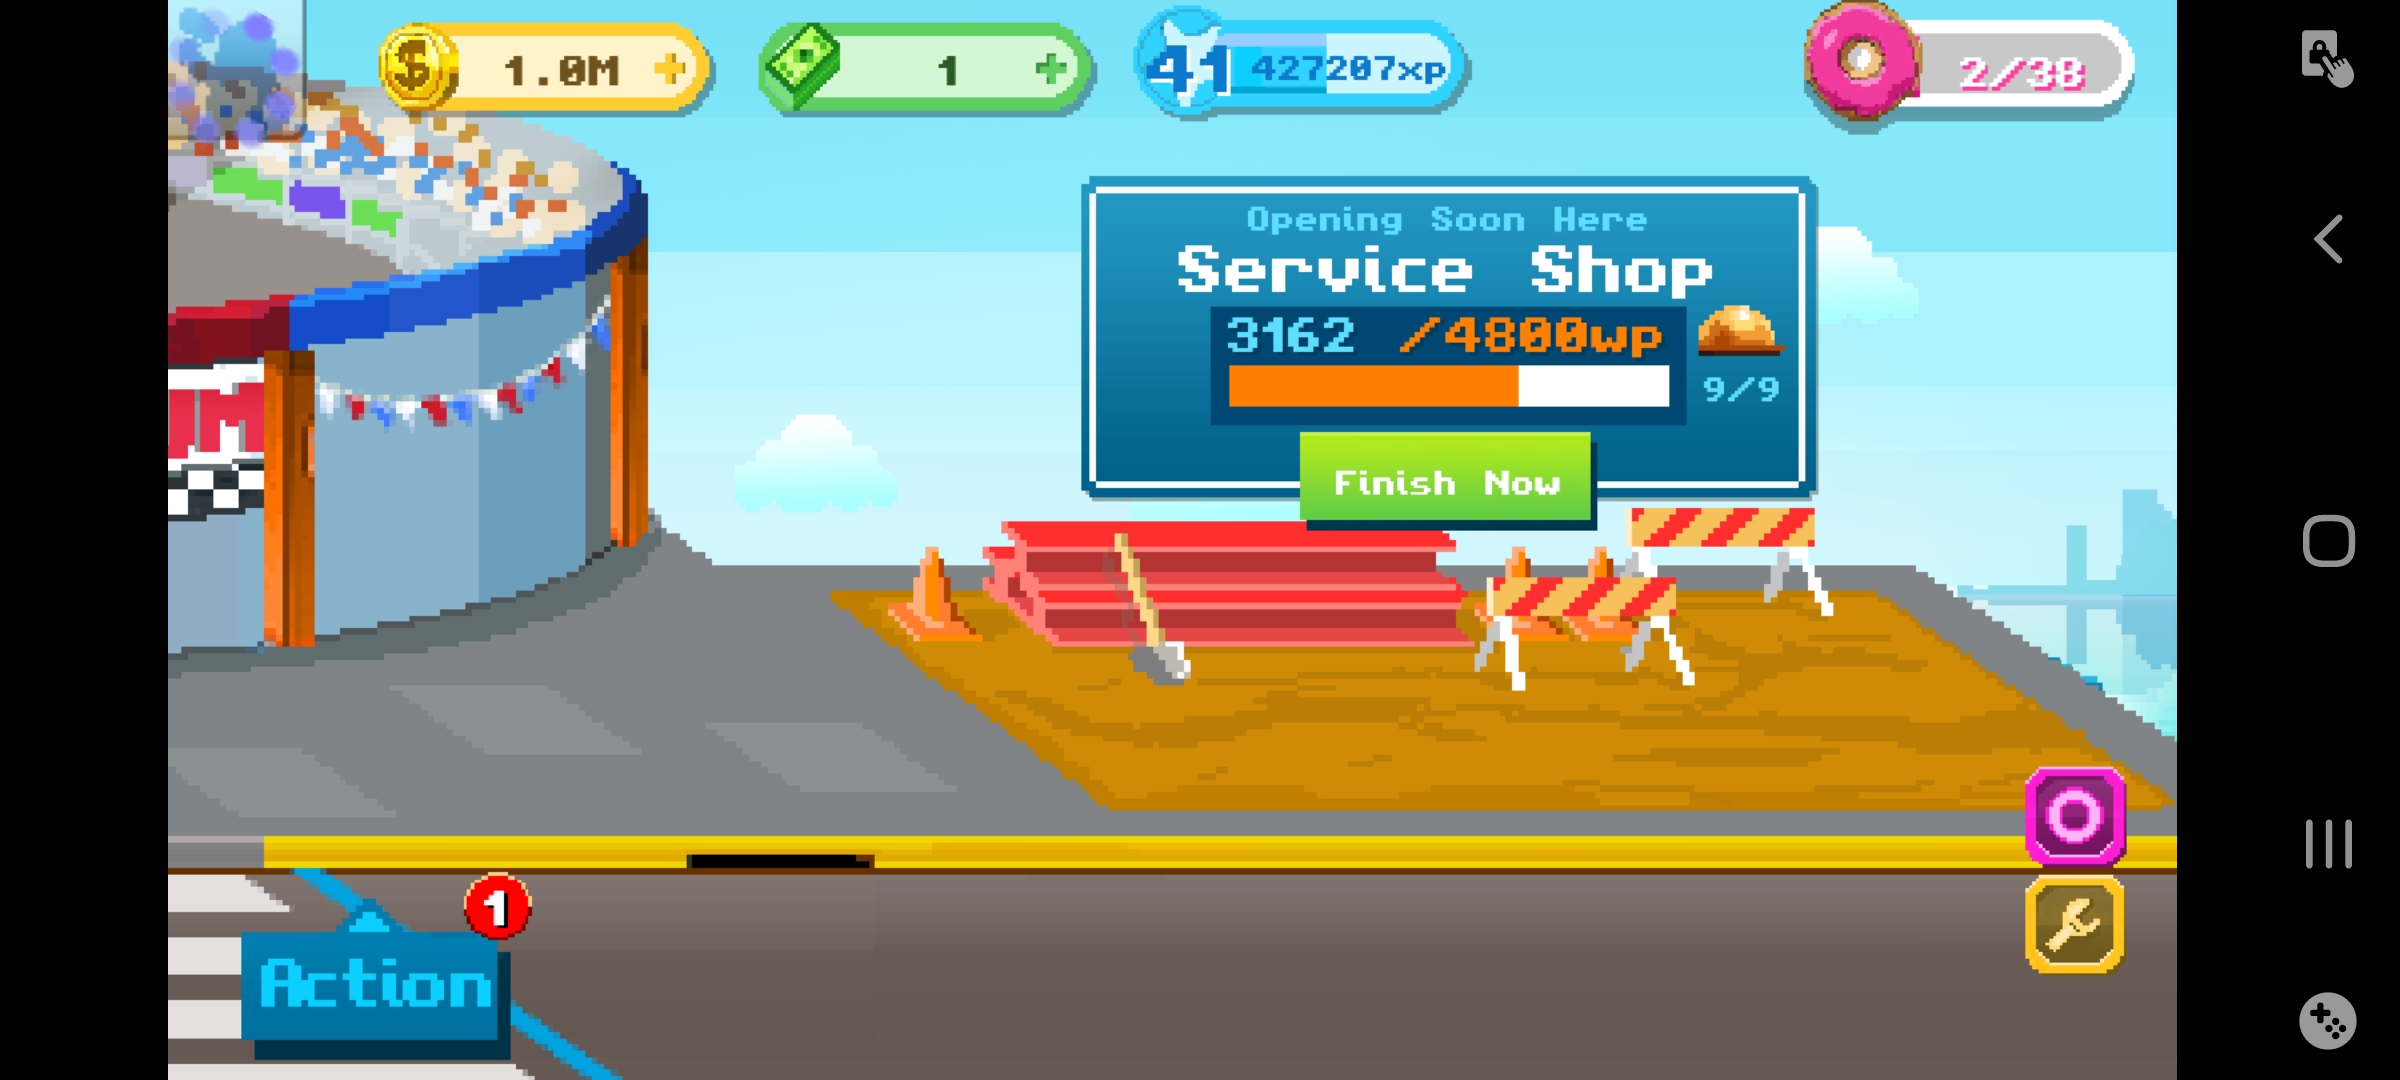 1.0M
1
41
427207xp
2/38
Opening Soon Here
Service Shop
3162 /4800wp
9/9
Finish Now
1
Action